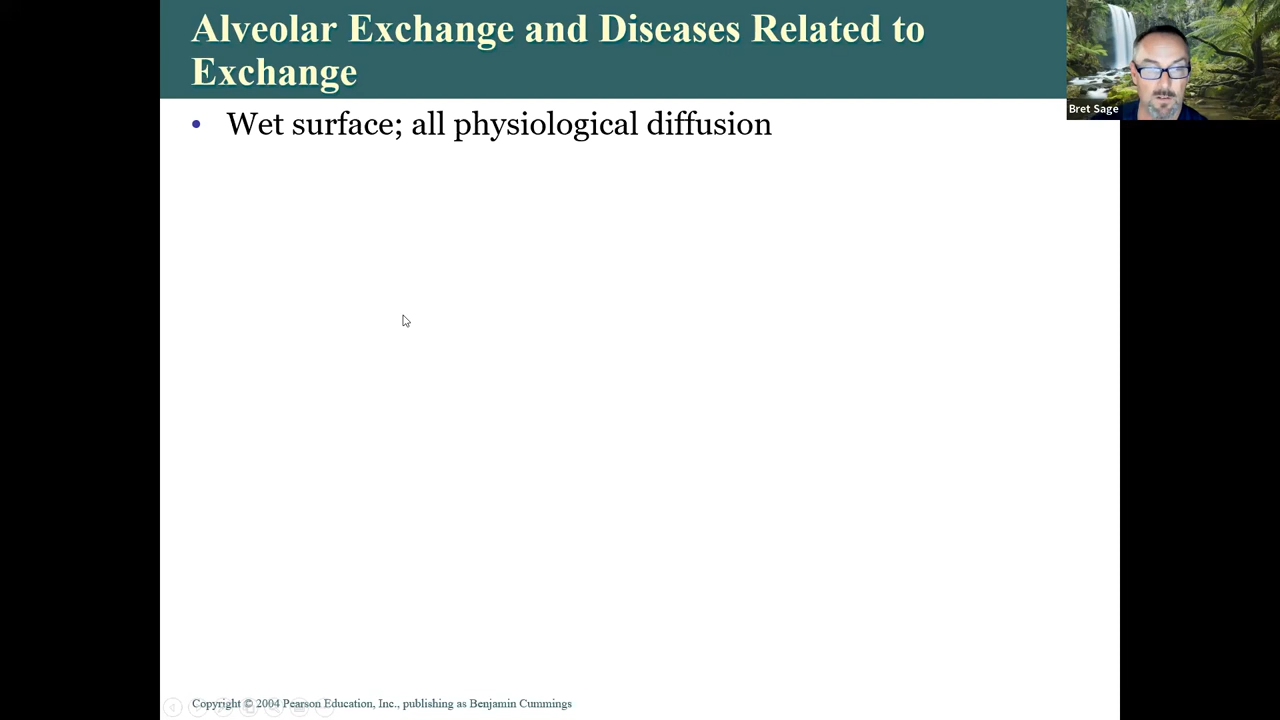 Alveolar Exchange and Diseases Related to
Exchange
Bret Sage
• Wet surface; all physiological diffusion
Copyright © 2004 Pearson Education, Inc., publishing as Benjamin Cummings